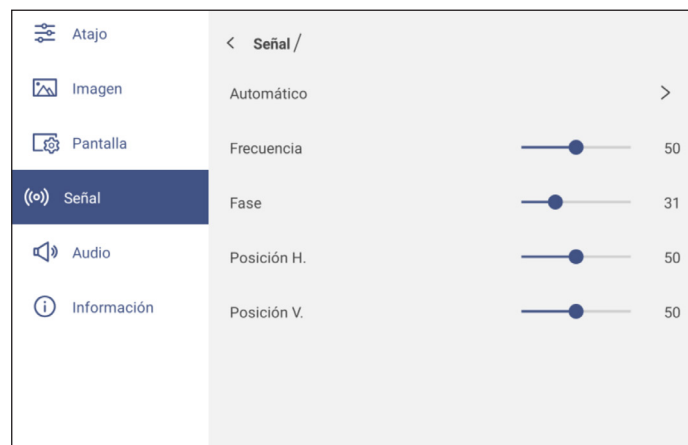 Atajo
Imagen
Pantalla
Señal
Audio
Información
Señal/
Automático
Frecuencia 50
Fase 31
Posición H. 50
Posición V. 50